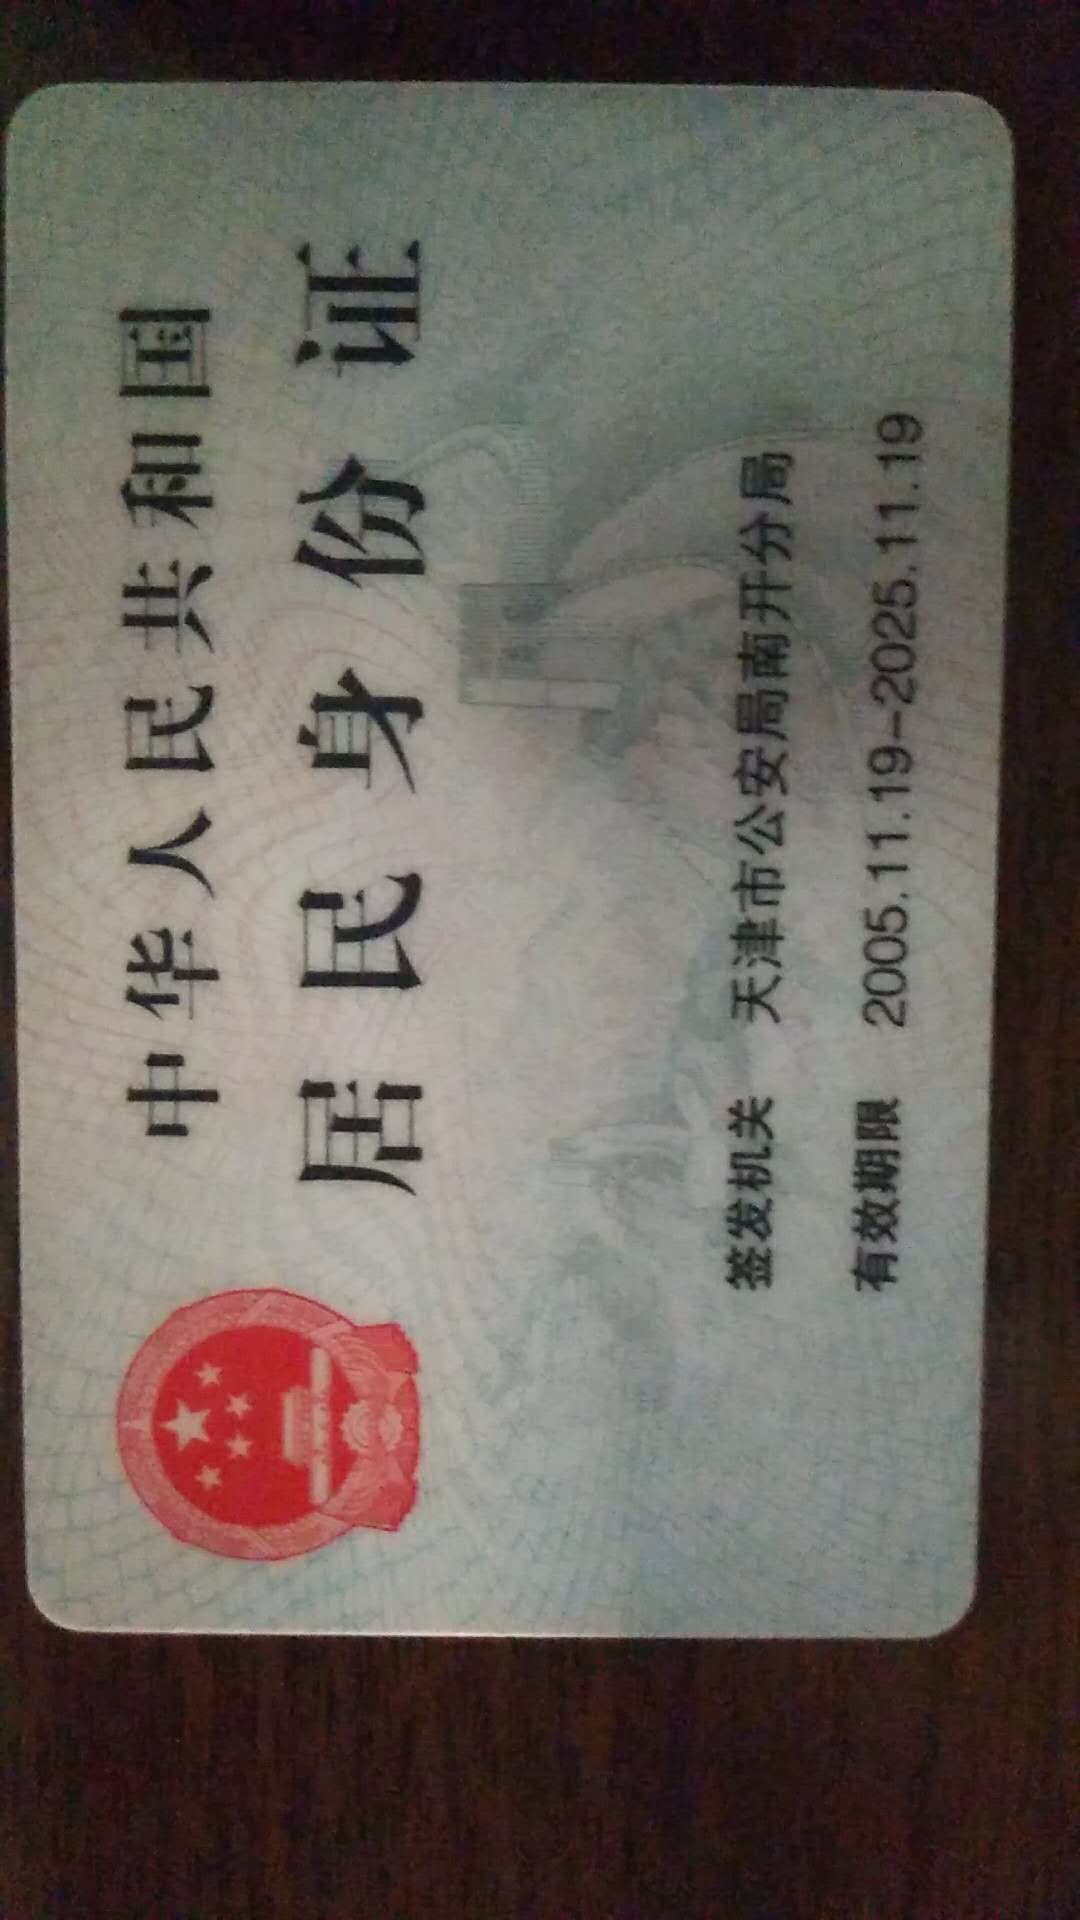 中华人民共和国
居民身份证
签发机关 天津市公安局南开分局
有效期限 2005.11.19-2025.11.19